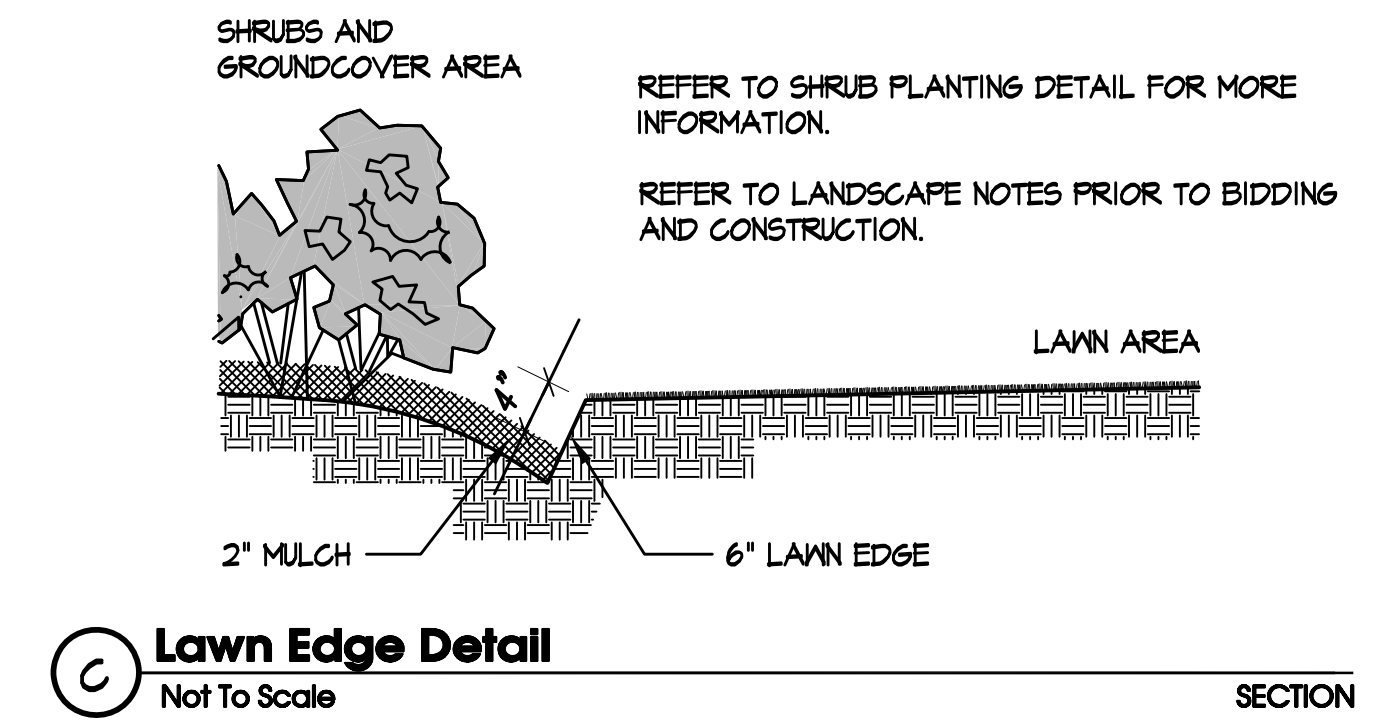 SHRUBS AND
GROUNDCOVER AREA
REFER TO SHRUB PLANTING DETAIL FOR MORE
INFORMATION.
REFER TO LANDSCAPE NOTES PRIOR TO BIDDING
AND CONSTRUCTION.
LAWN AREA
4"
2" MULCH
6" LAWN EDGE
C
Lawn Edge Detail
Not To Scale
SECTION